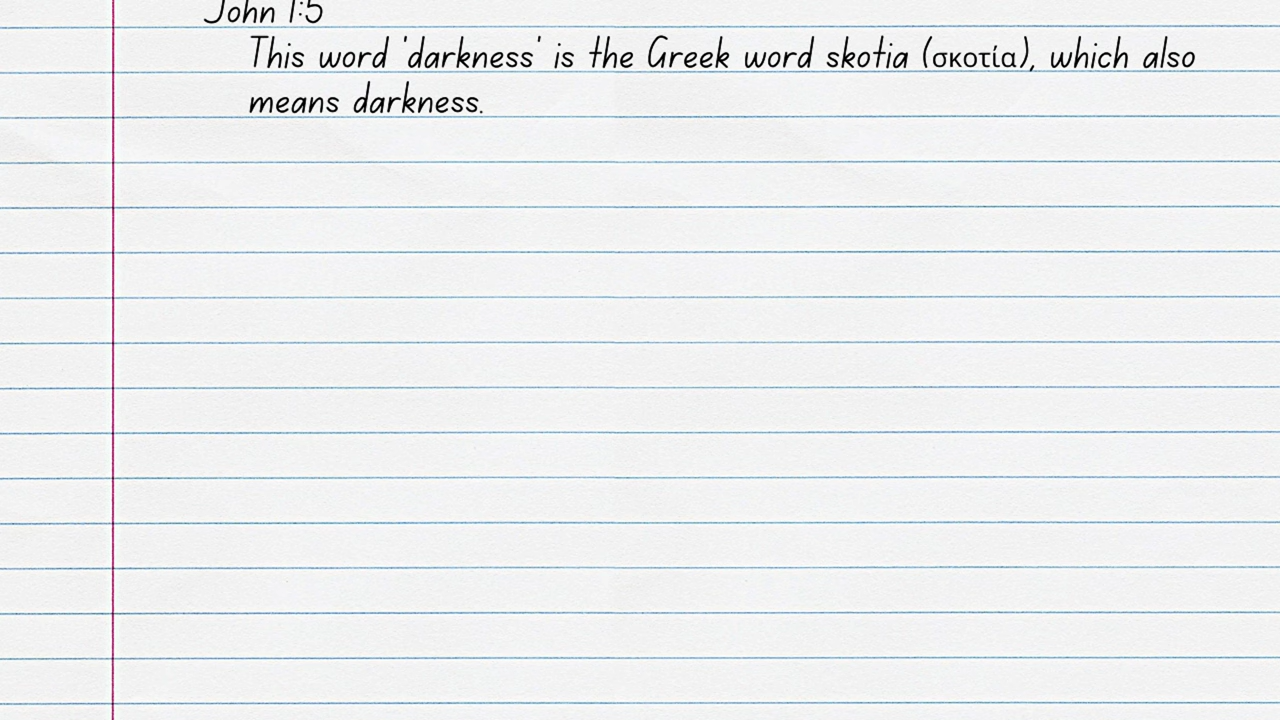 John 1:5
This word 'darkness' is the Greek word skotia (σκοτία), which also
means darkness.